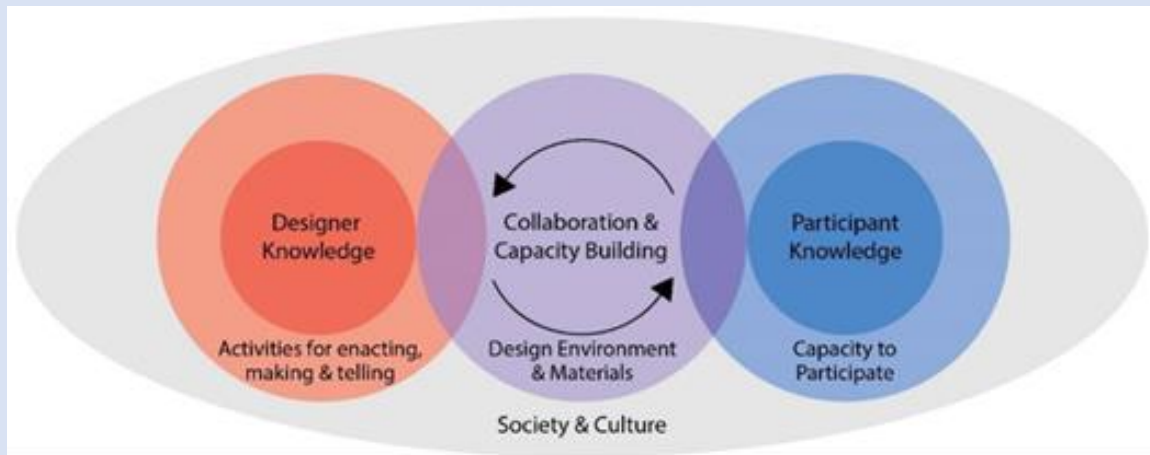 Designer
Knowledge
Activities for enacting,
making & telling
Collaboration &
Capacity Building
Design Environment
& Materials
Participant
Knowledge
Capacity to
Participate
Society & Culture